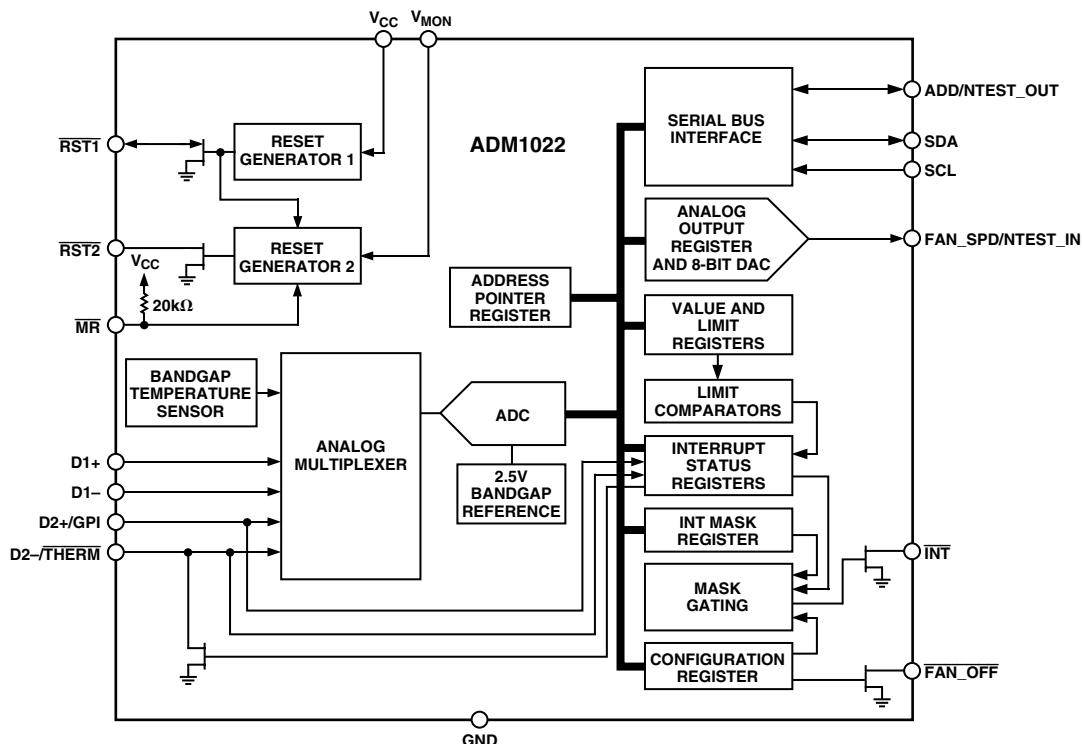 VCC
VMON
ADM1022
RST1
RESET
GENERATOR 1
RST2
VCC
20kΩ
RESET
GENERATOR 2
MR
SERIAL BUS
INTERFACE
ADD/NTEST_OUT
SDA
SCL
ANALOG
OUTPUT
REGISTER
AND 8-BIT DAC
FAN_SPD/NTEST_IN
ADDRESS
POINTER
REGISTER
VALUE AND
LIMIT
REGISTERS
BANDGAP
TEMPERATURE
SENSOR
ANALOG
MULTIPLEXER
ADC
2.5V
BANDGAP
REFERENCE
LIMIT
COMPARATORS
INTERRUPT
STATUS
REGISTERS
D1+
D1–
D2+/GPI
D2–/THERM
INT MASK
REGISTER
MASK
GATING
INT
CONFIGURATION
REGISTER
FAN_OFF
GND